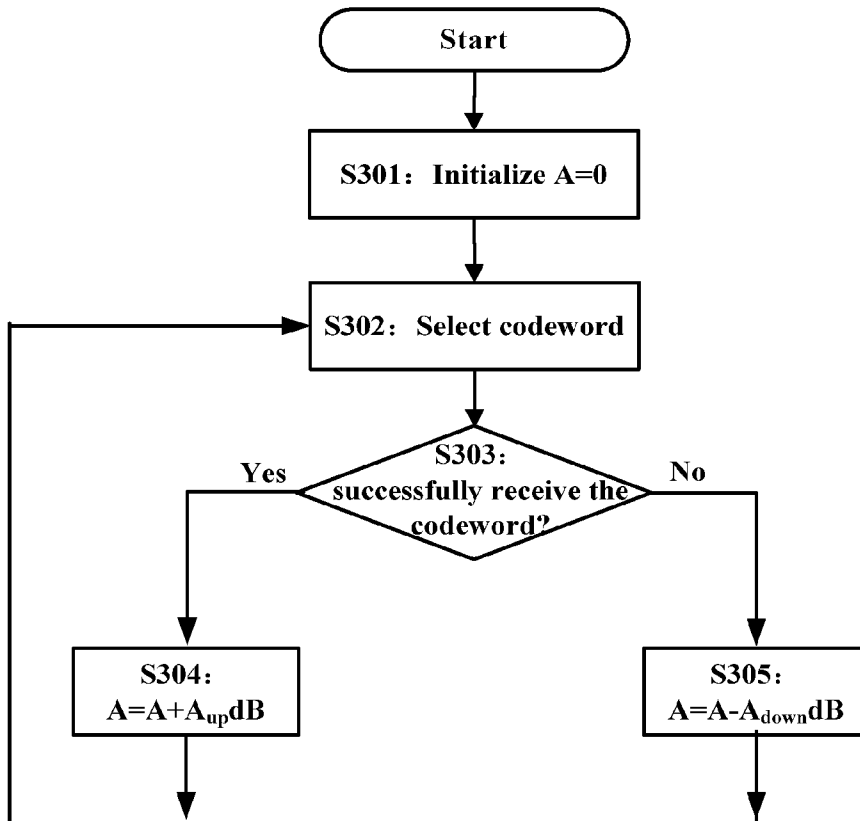 Start
S301： Initialize A=0
S302： Select codeword
S303：
successfully receive the
codeword?
Yes
No
S304：
A=A+AupdB
S305：
A=A-AdowndB